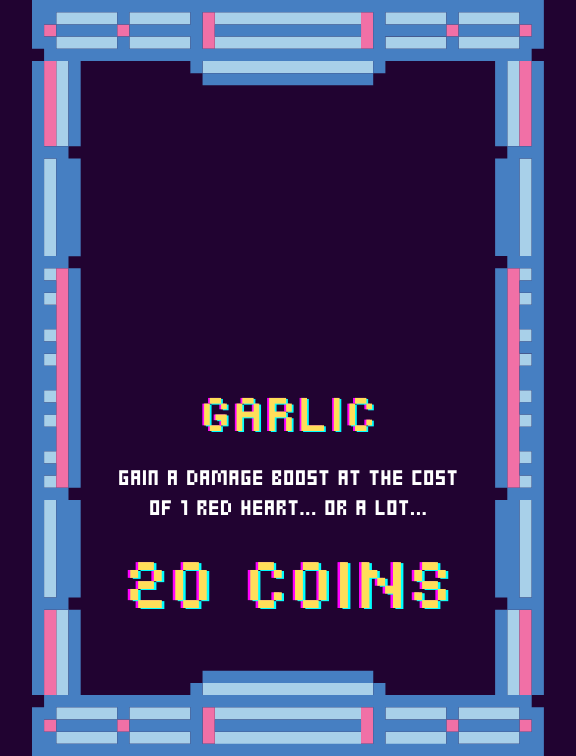 GARLIC
GAIN A DAMAGE BOOST AT THE COST
OF 1 RED HEART... OR A LOT...
20 COINS